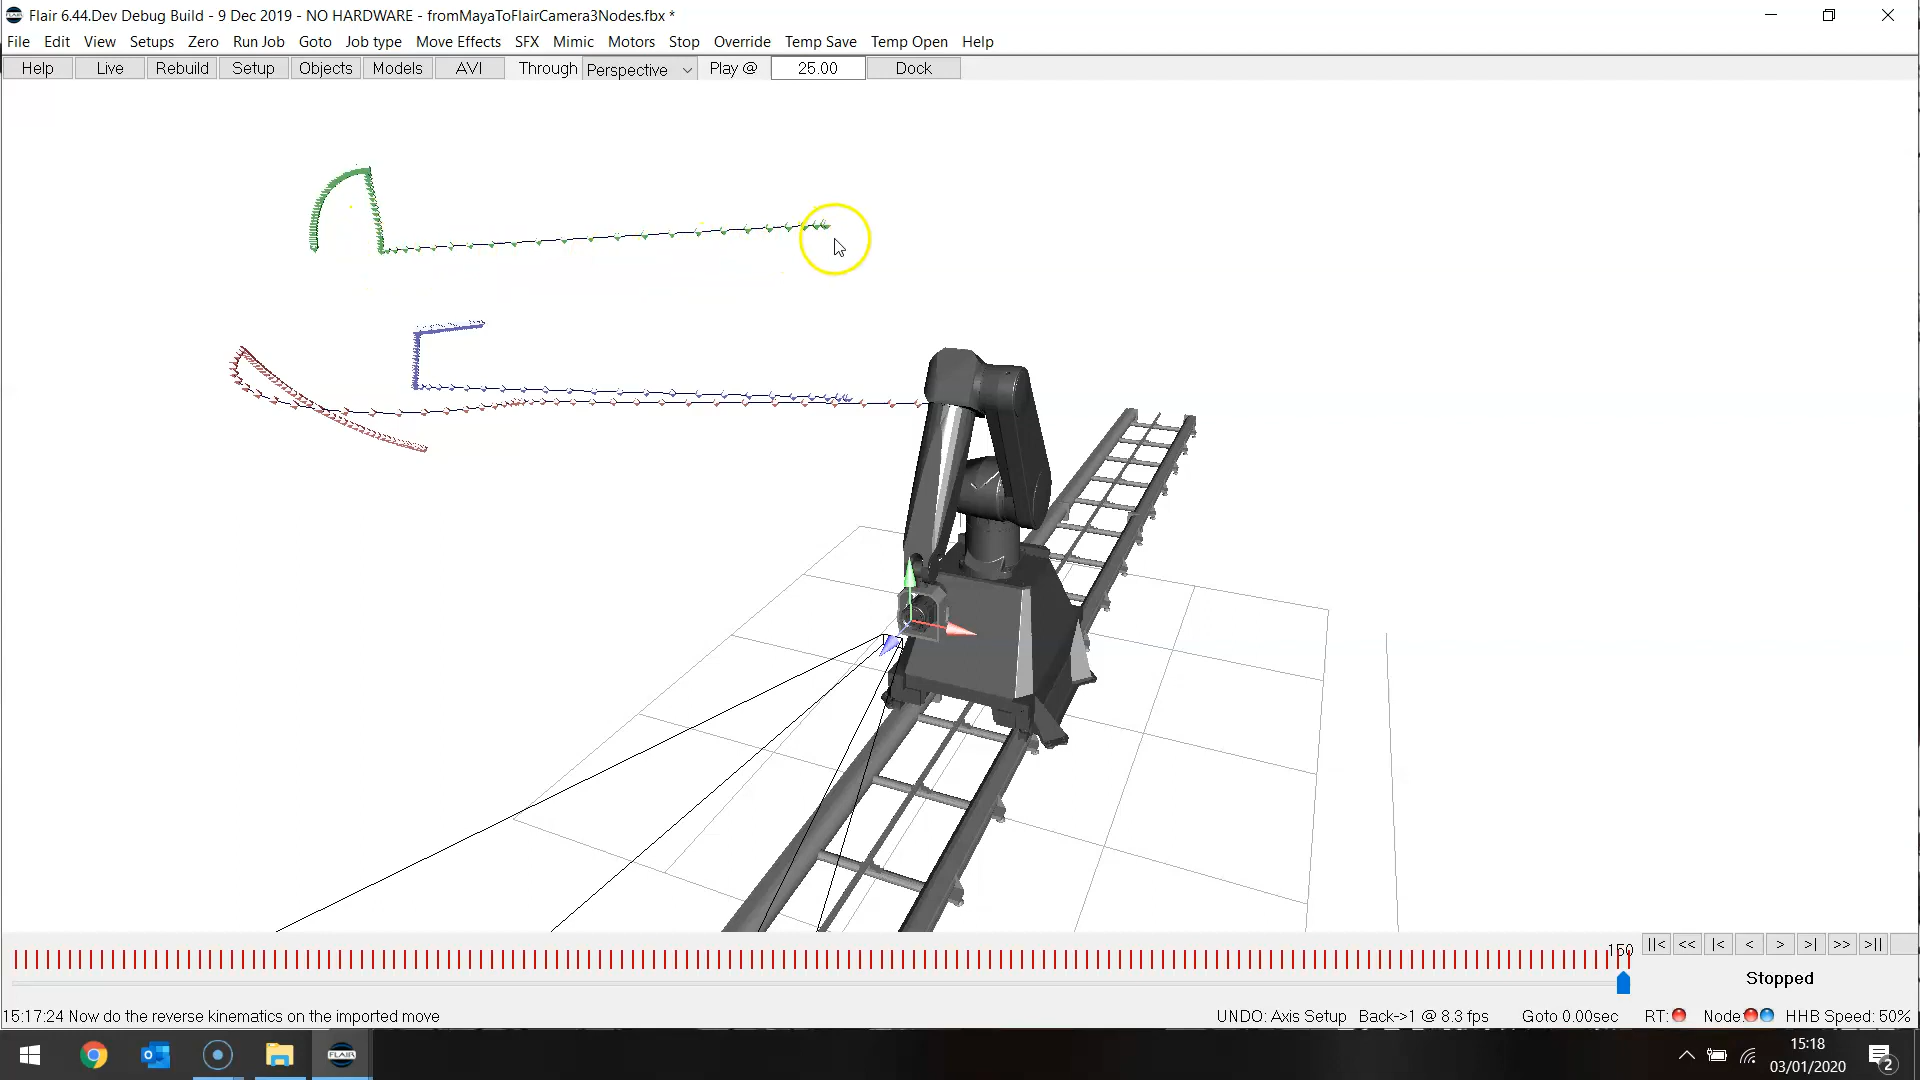 Flair 6.44.Dev Debug Build - 9 Dec 2019 - NO HARDWARE - fromMayaToFlairCamera3Nodes.fbx *
File Edit View Setups Zero Run Job Goto Job type Move Effects SFX Mimic Motors Stop Override Temp Save Temp Open Help
Help Live Rebuild Setup Objects Models AVI Through Perspective Play @ 25.00 Dock
150 ||< << |< < > >| >> >||
Stopped
15:17:24 Now do the reverse kinematics on the imported move UNDO: Axis Setup Back->1 @ 8.3 fps Goto 0.00sec RT: Node: HHB Speed: 50%
FLAIR
15:18
03/01/2020
2